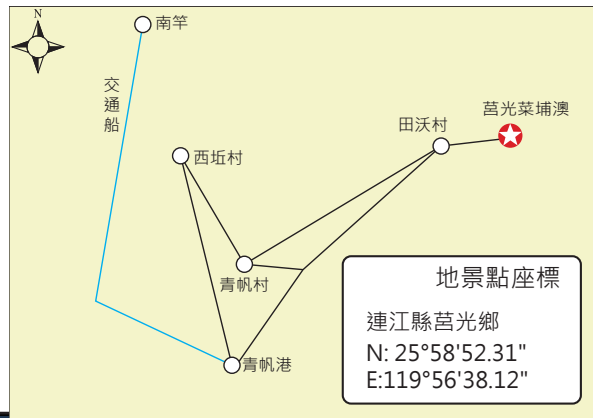 N
南竿
交通船
莒光菜埔澳
田沃村
西坵村
青帆村
青帆港
地景點座標
連江縣莒光鄉
N: 25°58'52.31"
E:119°56'38.12"